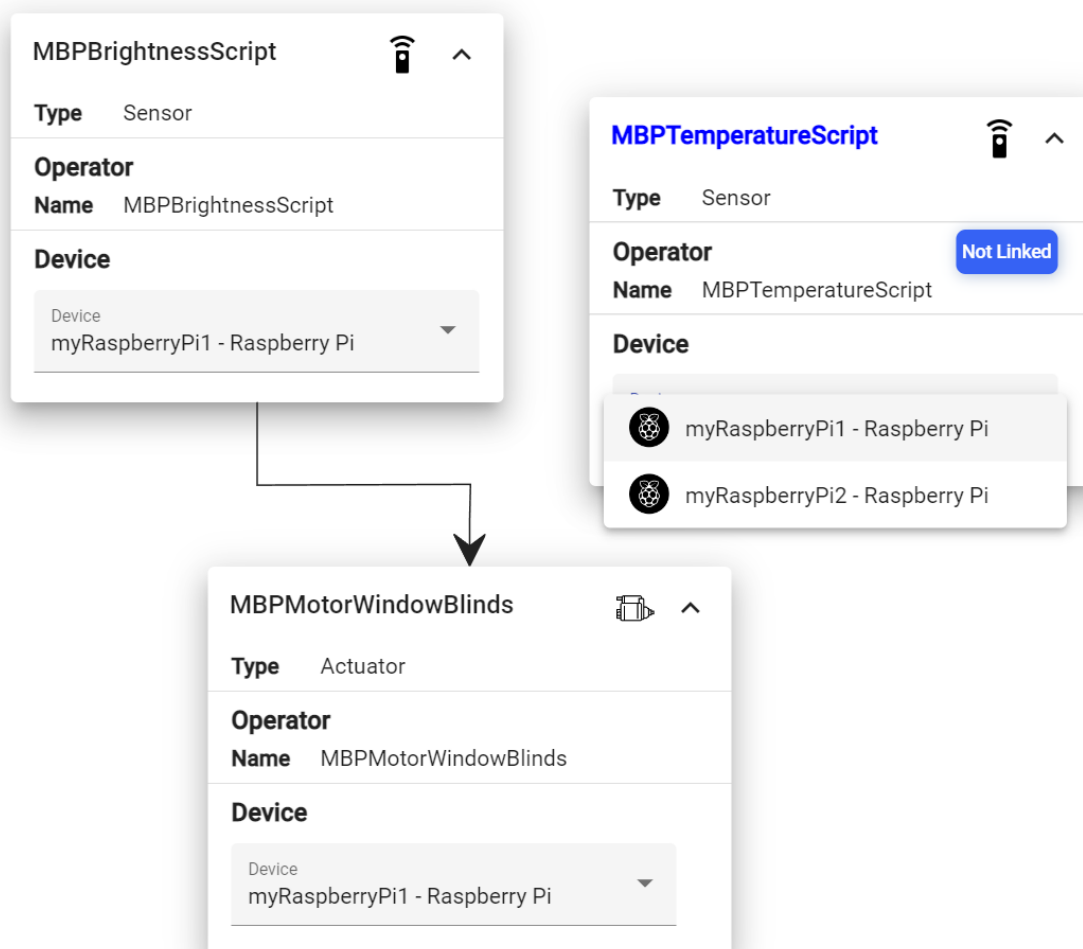 MBPBrightnessScript
Type Sensor
Operator
Name MBPBrightnessScript
Device
Device
myRaspberryPi1 - Raspberry Pi
MBPTemperatureScript
Type Sensor
Operator
Not Linked
Name MBPTemperatureScript
Device
myRaspberryPi1 - Raspberry Pi
myRaspberryPi2 - Raspberry Pi
MBPMotorWindowBlinds
Type Actuator
Operator
Name MBPMotorWindowBlinds
Device
Device
myRaspberryPi1 - Raspberry Pi